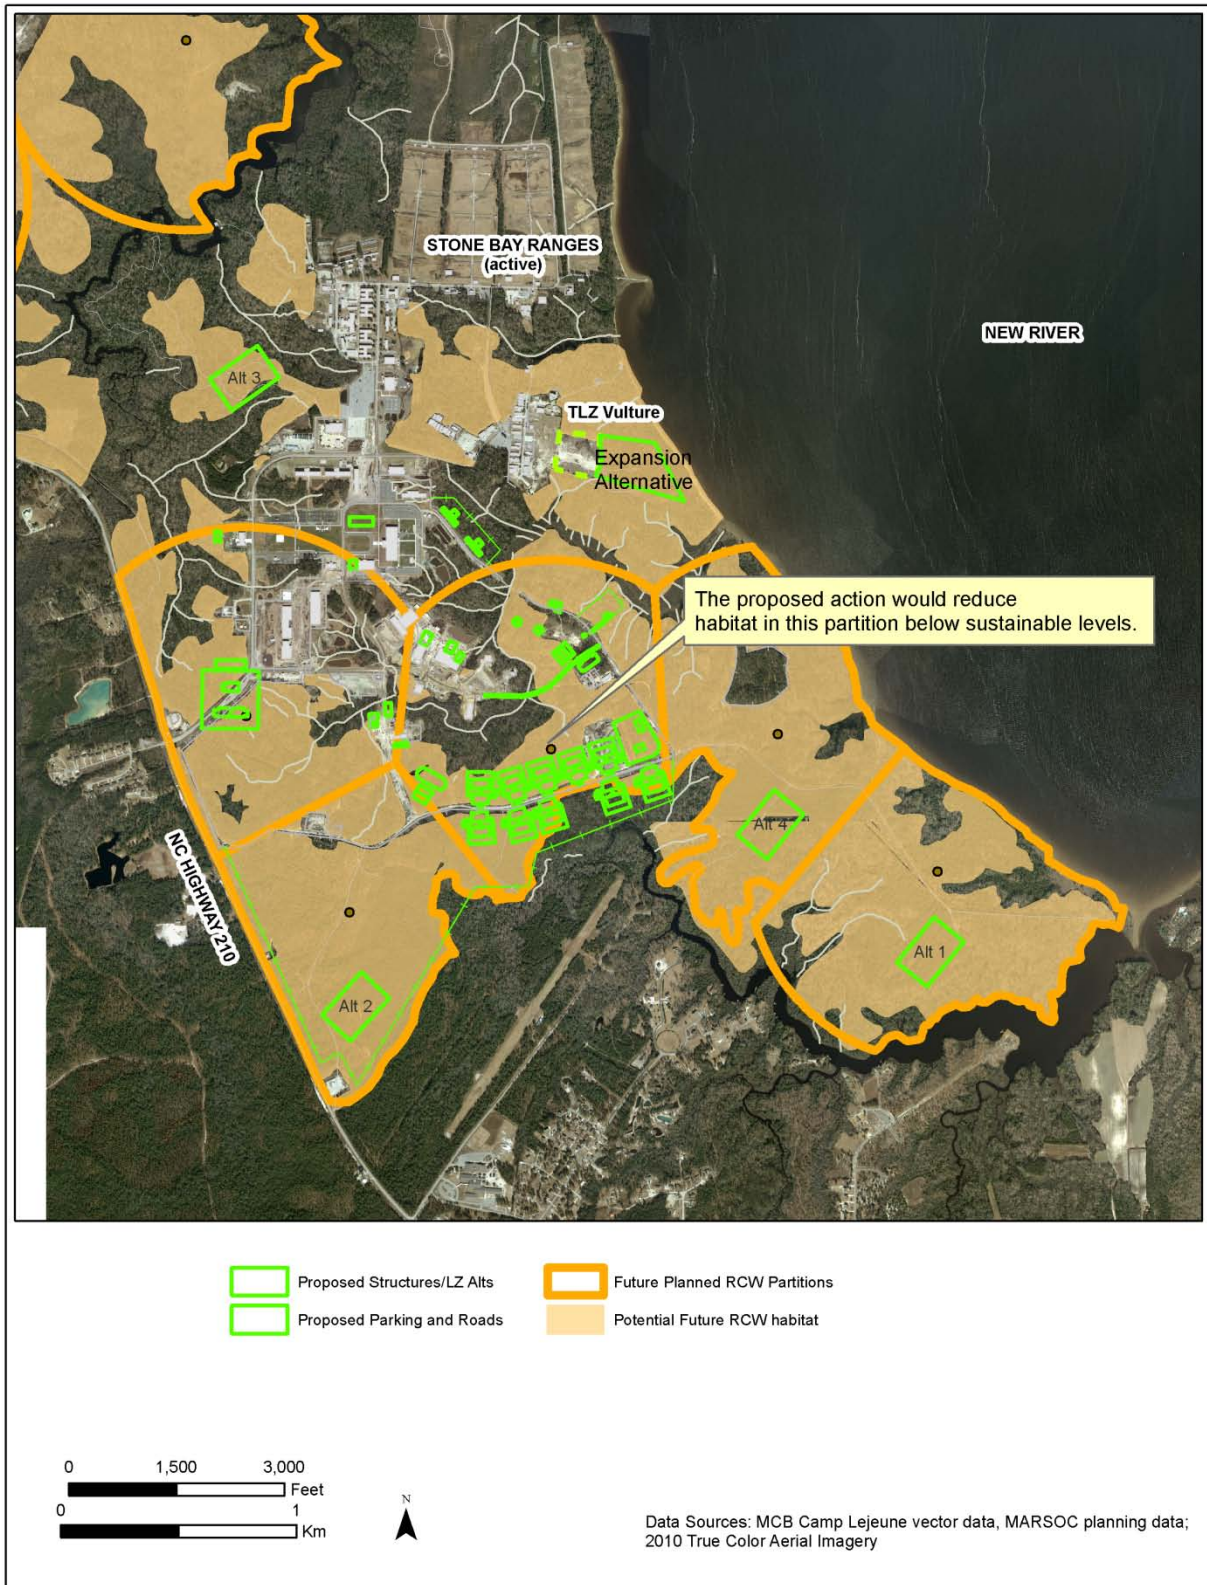 STONE BAY RANGES
(active)
NEW RIVER
Alt 3
TLZ Vulture
Expansion
Alternative
The proposed action would reduce
habitat in this partition below sustainable levels.
Alt 4
NC HIGHWAY 210
Alt 1
Alt 2
Proposed Structures/LZ Alts
Future Planned RCW Partitions
Proposed Parking and Roads
Potential Future RCW habitat
0 1,500 3,000
Feet
0 1
Km
N
Data Sources: MCB Camp Lejeune vector data, MARSOC planning data;
2010 True Color Aerial Imagery